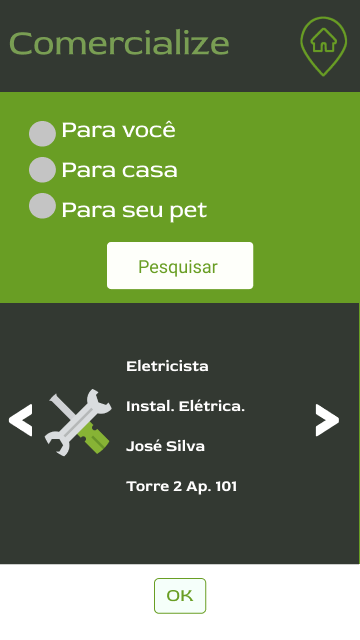 Comercialize
Para você
Para casa
Para seu pet
Pesquisar
Eletricista
Instal. Elétrica.
José Silva
Torre 2 Ap. 101
OK